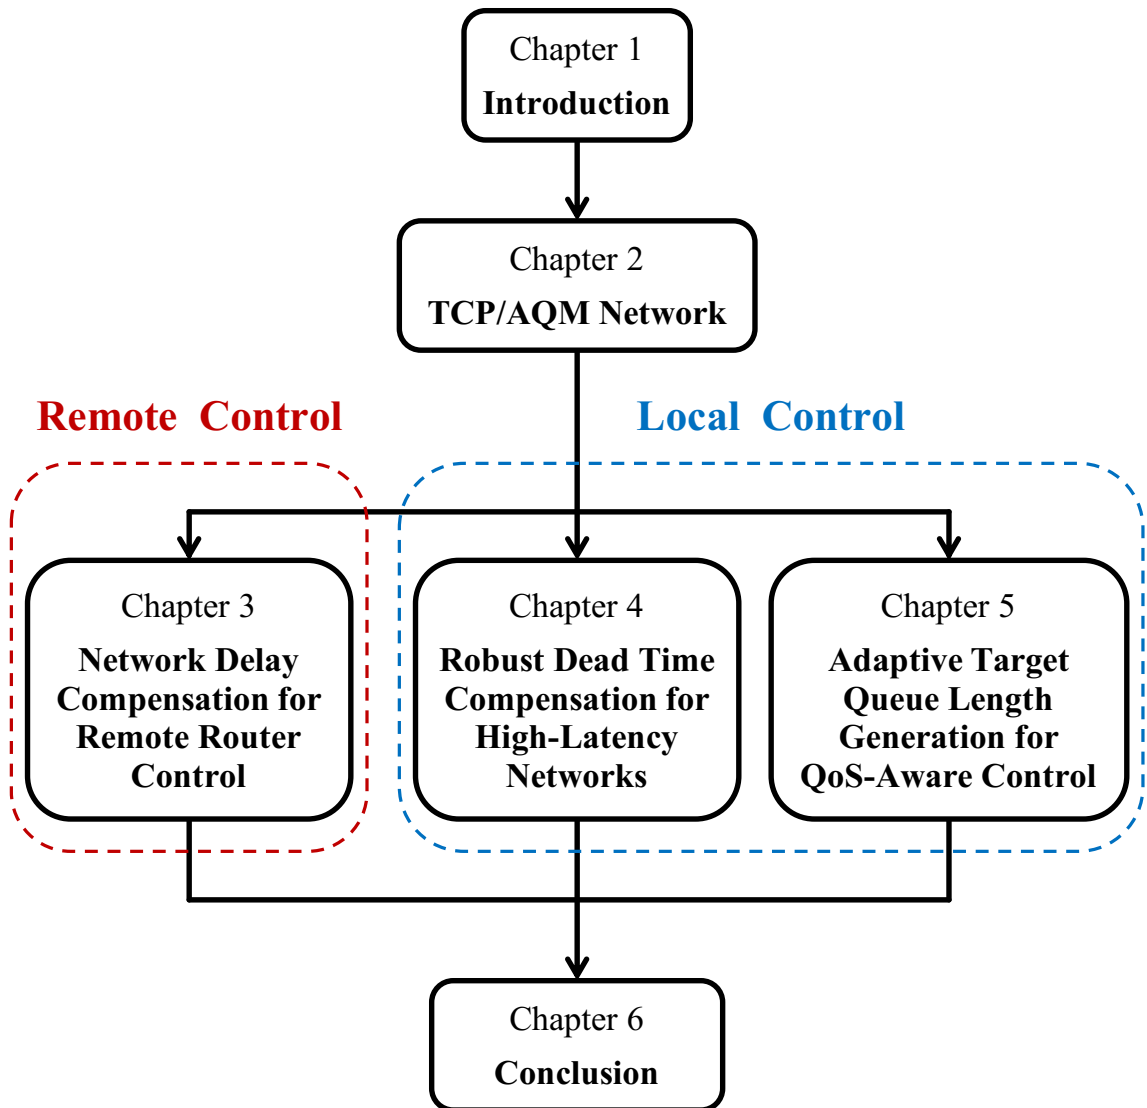 Chapter 1
Introduction
Chapter 2
TCP/AQM Network
Remote Control
Local Control
Chapter 3
Network Delay
Compensation for
Remote Router
Control
Chapter 4
Robust Dead Time
Compensation for
High-Latency
Networks
Chapter 5
Adaptive Target
Queue Length
Generation for
QoS-Aware Control
Chapter 6
Conclusion